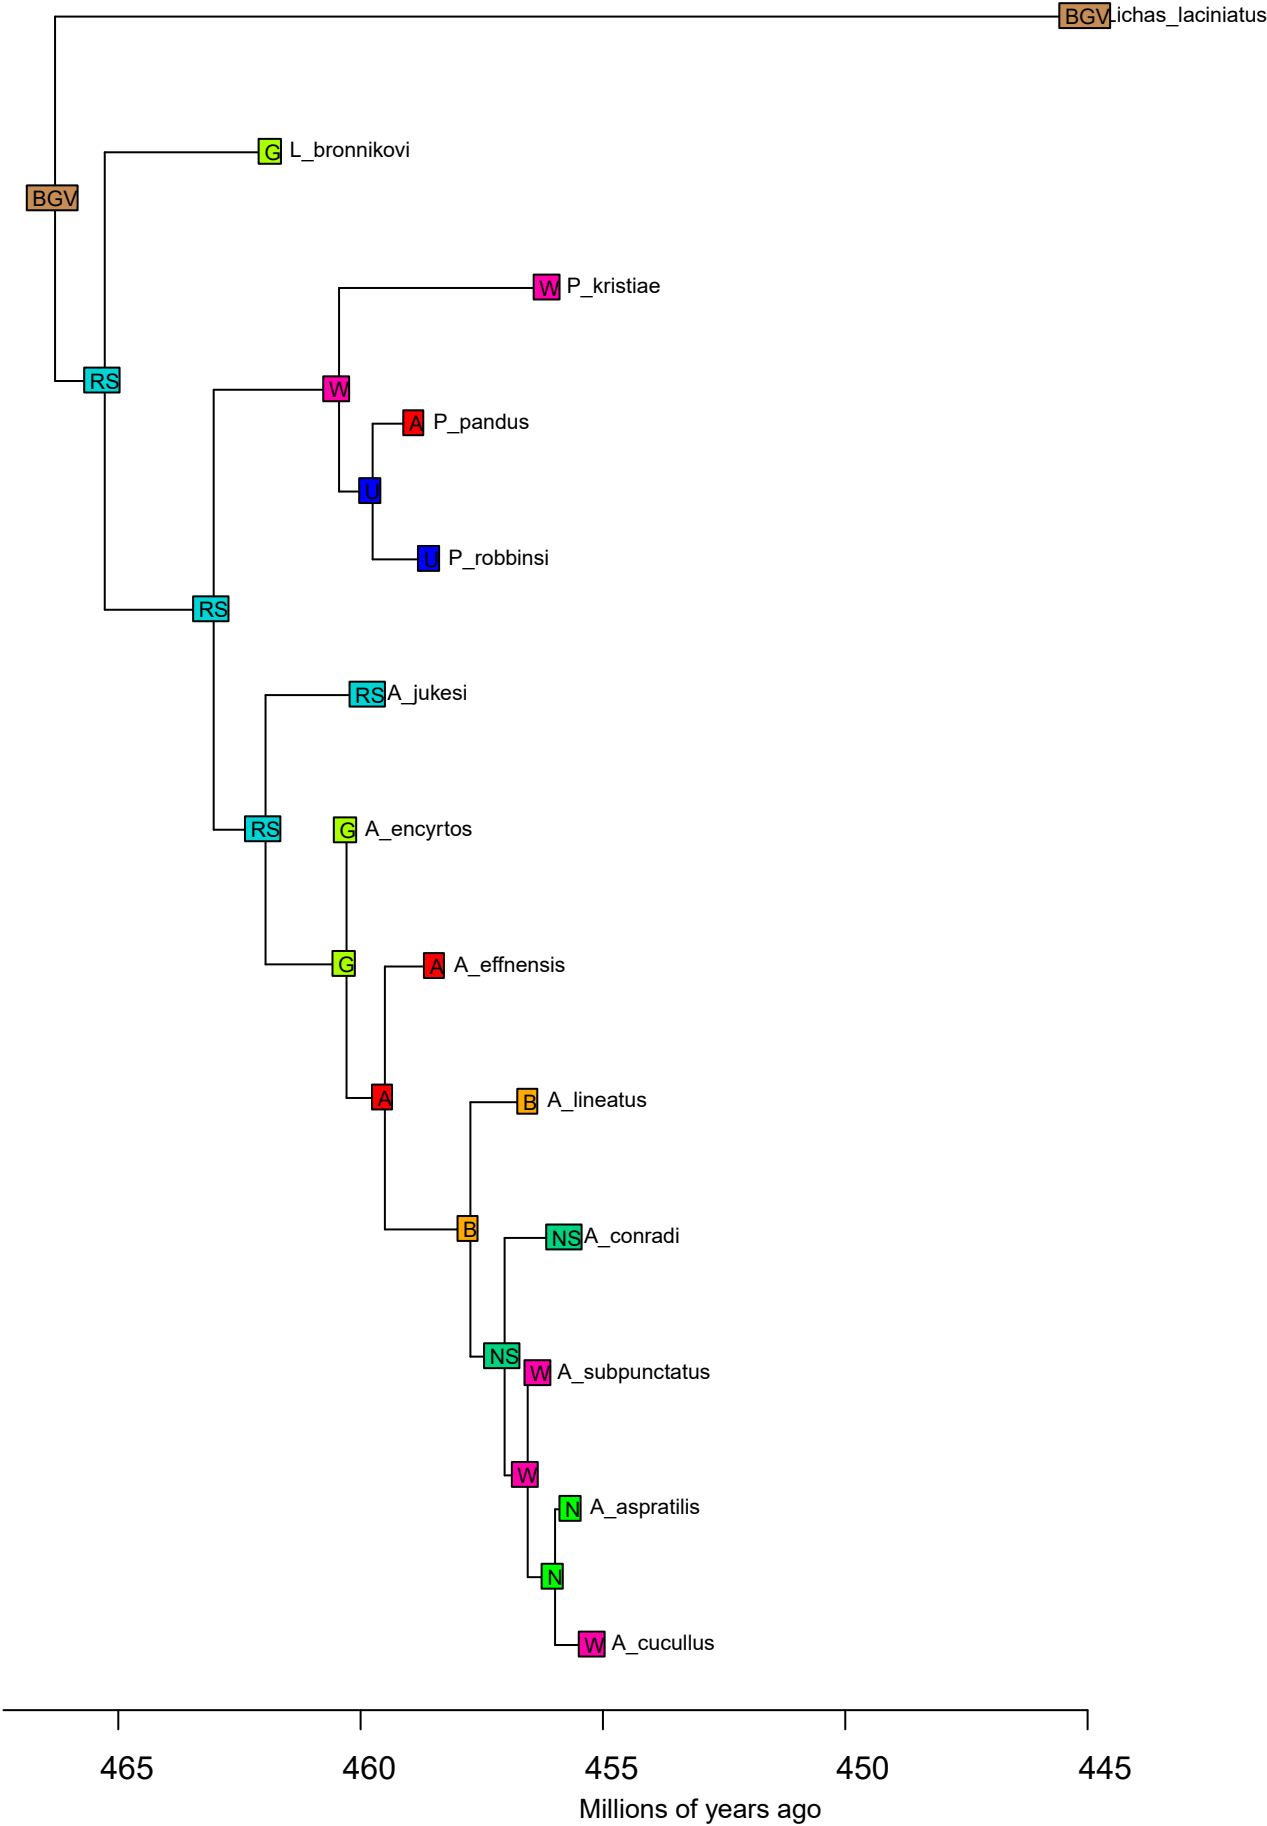 BGV Lichas_laciniatus
G L_bronnikovi
BGV
W P_kristiae
RS
W
A P_pandus
U
U P_robbinsi
RS
RS A_jukesi
RS
G A_encyrtos
G
A A_effnensis
A
B A_lineatus
B
NS A_conradi
NS
W A_subpunctatus
W
N A_aspratilis
N
W A_cucullus
465 460 455 450 445
Millions of years ago